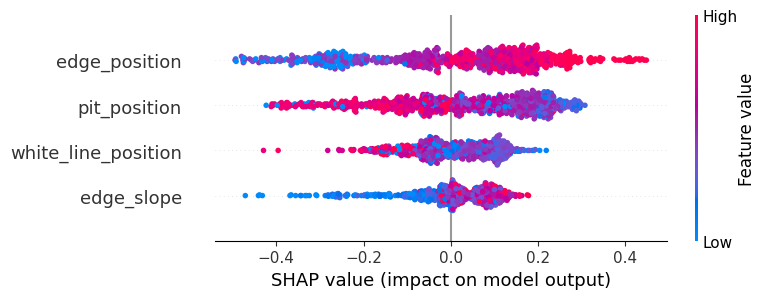 High
edge_position
pit_position
white_line_position
edge_slope
Feature value
Low
−0.4 −0.2 0.0 0.2 0.4
SHAP value (impact on model output)